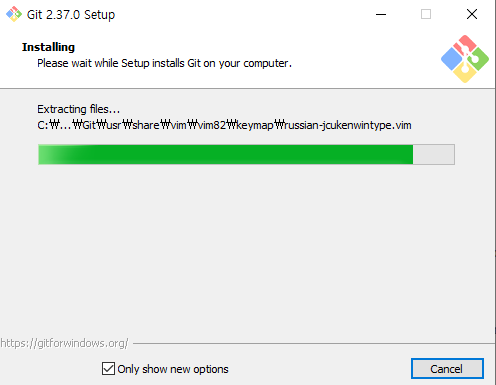 Git 2.37.0 Setup
Installing
Please wait while Setup installs Git on your computer.
Extracting files...
C:₩...₩Git₩usr₩share₩vim₩vim82₩keymap₩russian-jcukenwintype.vim
https://gitforwindows.org/
Only show new options
Cancel